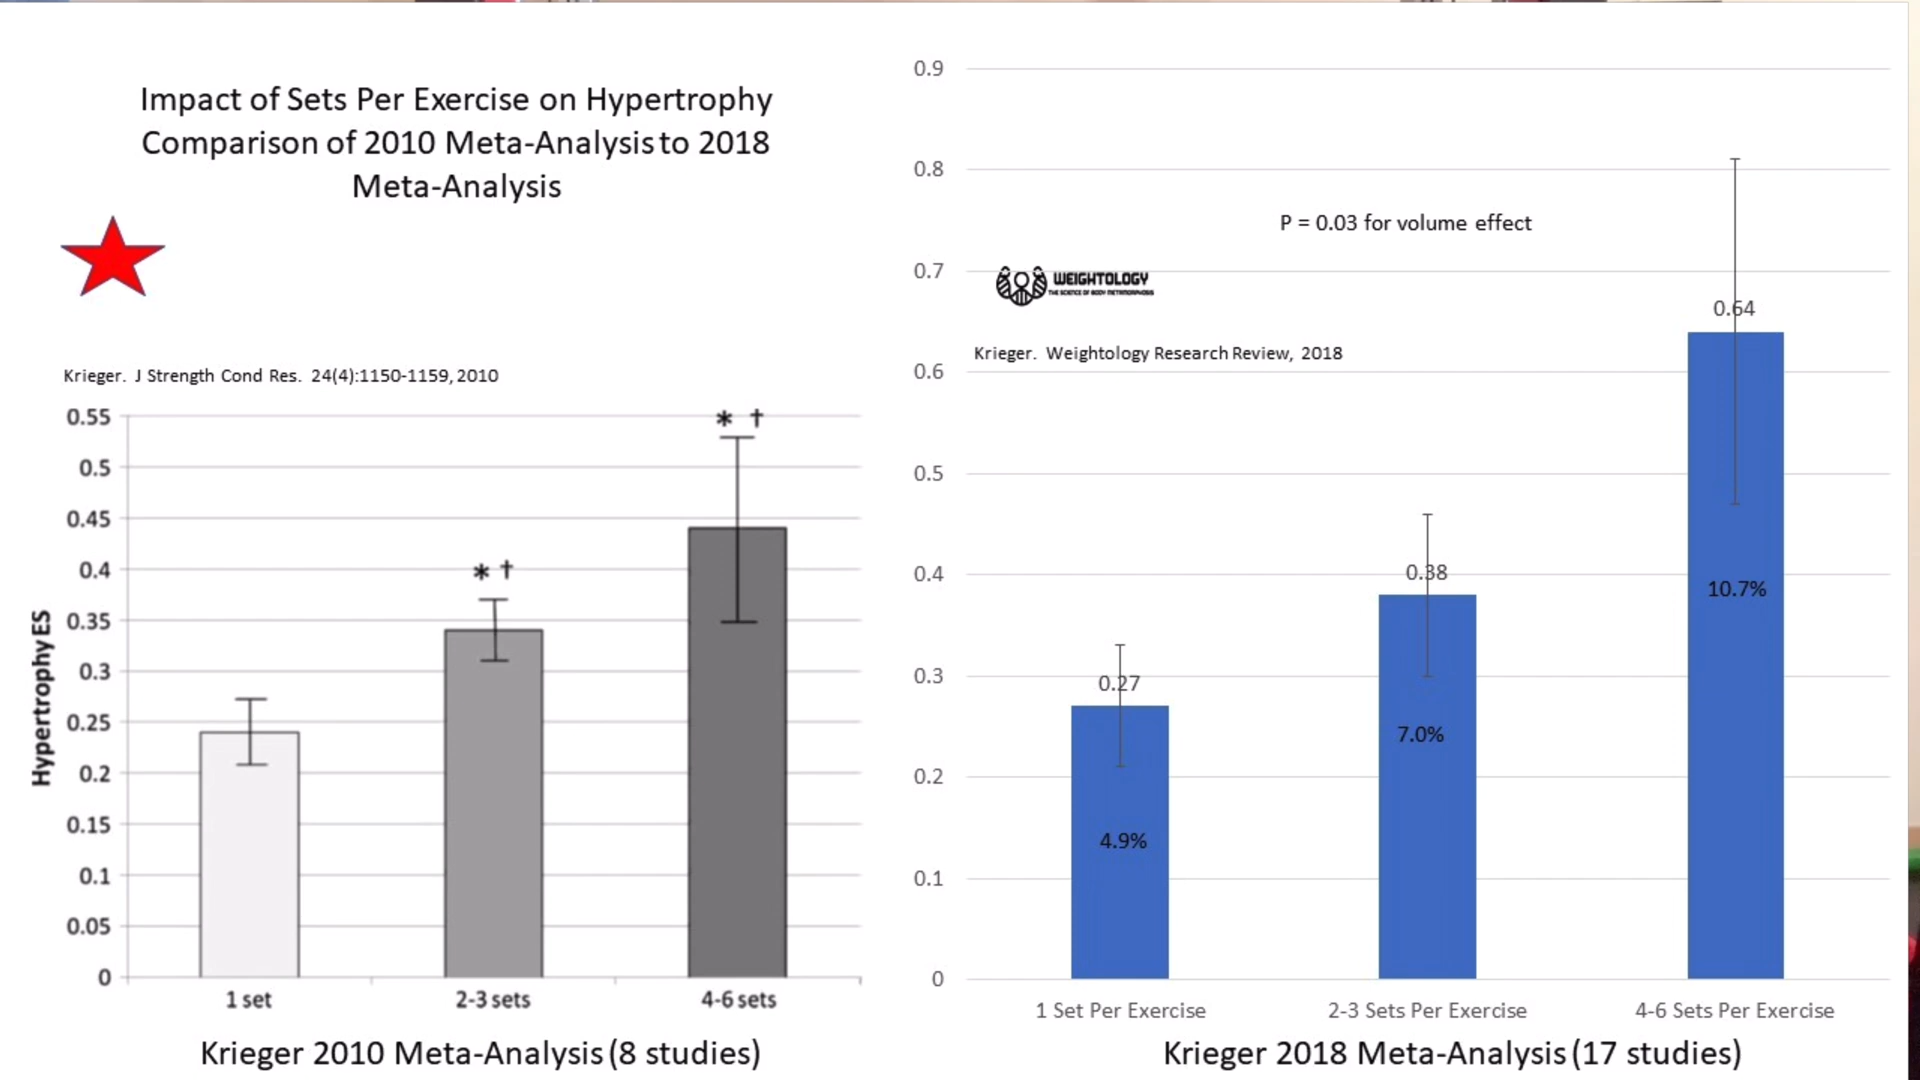 Impact of Sets Per Exercise on Hypertrophy
Comparison of 2010 Meta-Analysis to 2018
Meta-Analysis
Krieger. J Strength Cond Res. 24(4):1150-1159, 2010
Hypertrophy ES
0.55
0.5
0.45
0.4
0.35
0.3
0.25
0.2
0.15
0.1
0.05
0
* †
* †
1 set
2-3 sets
4-6 sets
Krieger 2010 Meta-Analysis (8 studies)
0.9
0.8
0.7
0.6
0.5
0.4
0.3
0.2
0.1
0
P = 0.03 for volume effect
WEIGHTOLOGY
THE SCIENCE OF BODY METAMORPHOSIS
Krieger. Weightology Research Review, 2018
0.27
4.9%
0.38
7.0%
0.64
10.7%
1 Set Per Exercise
2-3 Sets Per Exercise
4-6 Sets Per Exercise
Krieger 2018 Meta-Analysis (17 studies)